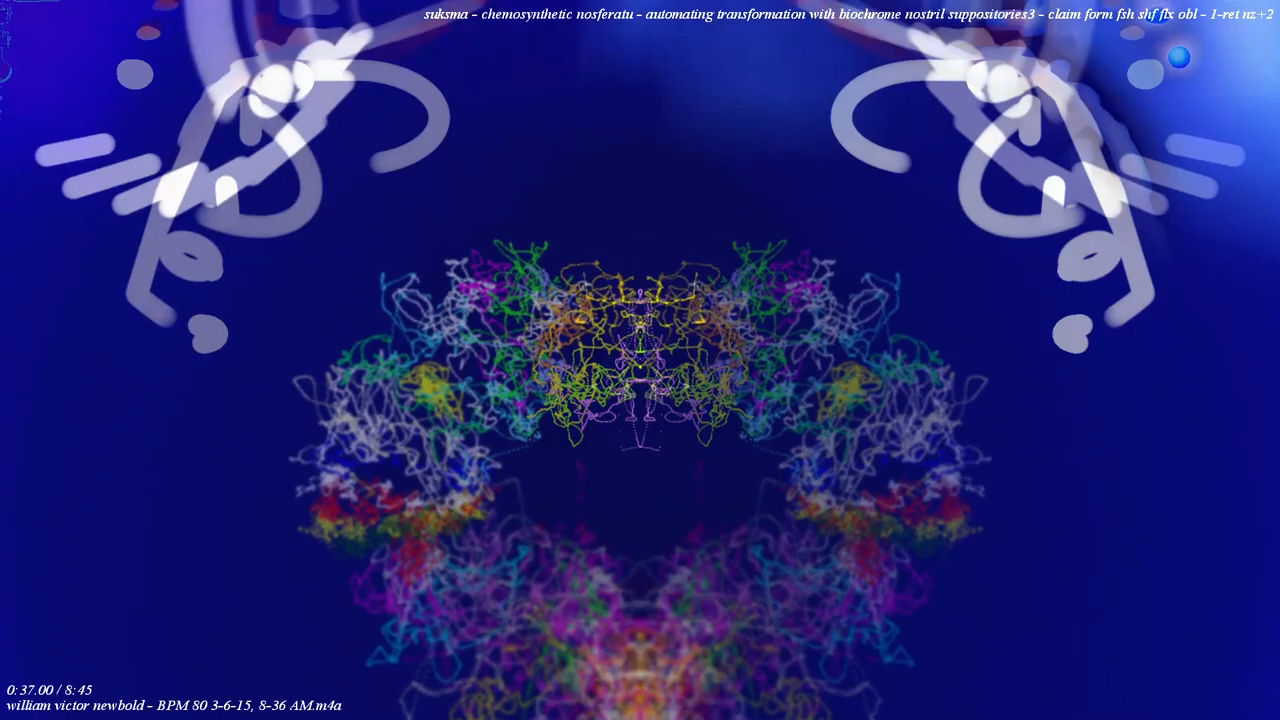 suksma - chemosynthetic nosferatu - automating transformation with biochrome nostril suppositories3 - claim form fsh shf flx obl - 1-ret nz+2
0:37.00 / 8:45
william victor newbold - BPM 80 3-6-15, 8-36 AM.m4a